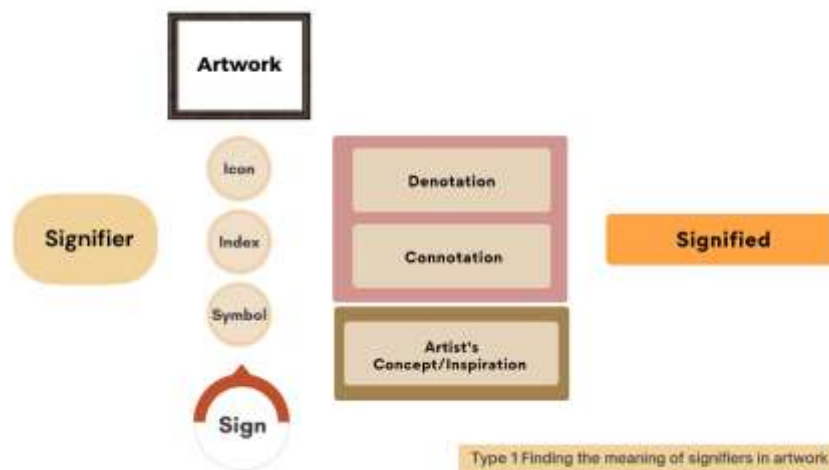 Artwork
Icon
Index
Symbol
Sign
Signifier
Denotation
Connotation
Artist's
Concept/Inspiration
Signified
Type 1 Finding the meaning of signifiers in artwork